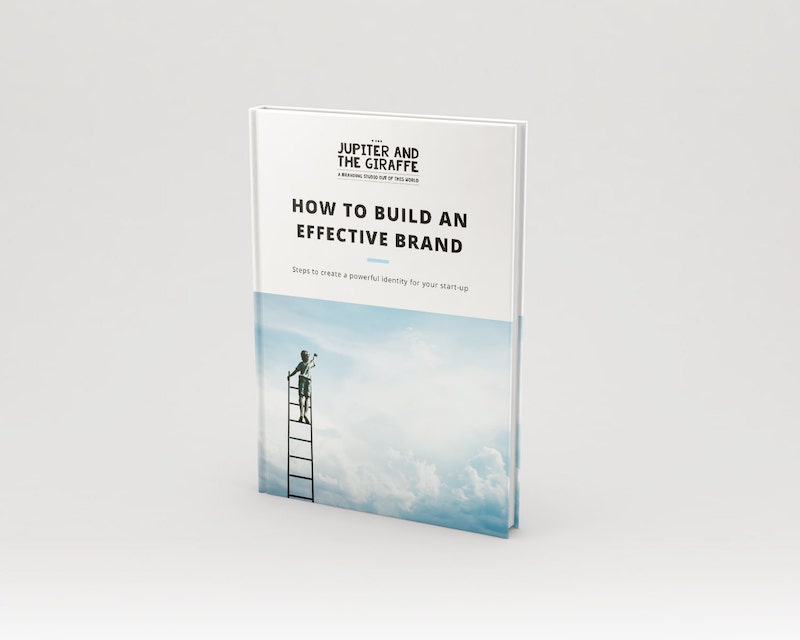 JUPITER AND
THE GIRAFFE
A BRANDING STUDIO OUT OF THIS WORLD
HOW TO BUILD AN
EFFECTIVE BRAND
Steps to create a powerful identity for your start-up